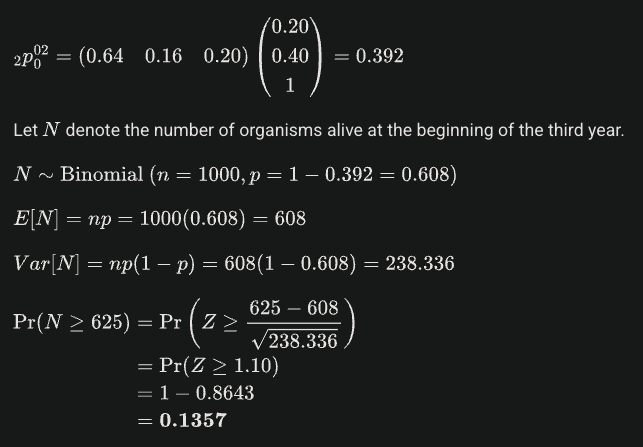 ₂p₀⁰² = (0.64 0.16 0.20) (0.20 0.40 1) = 0.392
Let N denote the number of organisms alive at the beginning of the third year.
N ∼ Binomial (n = 1000, p = 1 − 0.392 = 0.608)
E[N] = np = 1000(0.608) = 608
Var[N] = np(1 − p) = 608(1 − 0.608) = 238.336
Pr(N ≥ 625) = Pr (Z ≥ (625 − 608)/√238.336)
= Pr(Z ≥ 1.10)
= 1 − 0.8643
= 0.1357